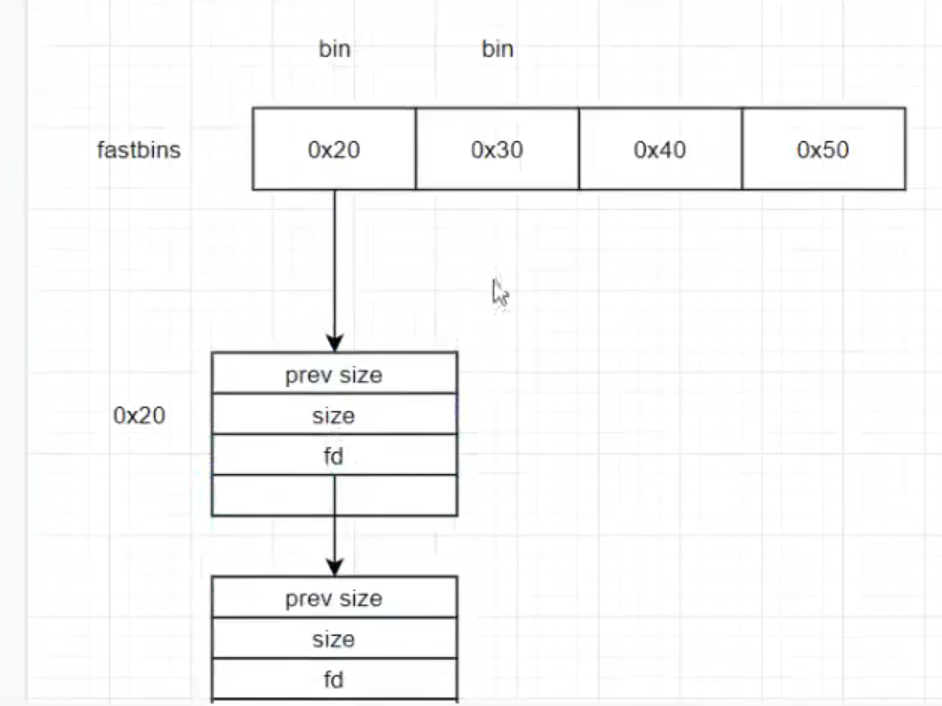 bin bin
fastbins 0x20 0x30 0x40 0x50
prev size
0x20 size
fd
prev size
size
fd